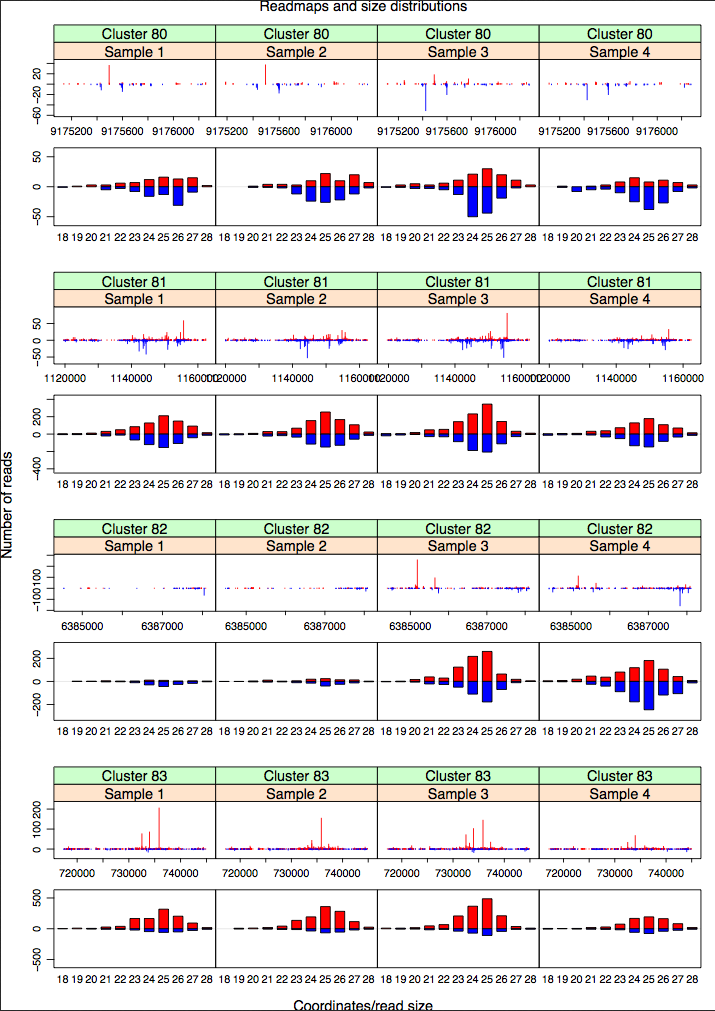 Readmaps and size distributions
Cluster 80 Cluster 80 Cluster 80 Cluster 80
Sample 1 Sample 2 Sample 3 Sample 4
20
0
−20
−60
9175200 9175600 9176000 9175200 9175600 9176000 9175200 9175600 9176000 9175200 9175600 9176000
50
0
−50
18 19 20 21 22 23 24 25 26 27 28 18 19 20 21 22 23 24 25 26 27 28 18 19 20 21 22 23 24 25 26 27 28 18 19 20 21 22 23 24 25 26 27 28
Cluster 81 Cluster 81 Cluster 81 Cluster 81
Sample 1 Sample 2 Sample 3 Sample 4
50
0
−50
1120000 1140000 1140000 1140000 1140000 1160000
200
0
−400
18 19 20 21 22 23 24 25 26 27 28 18 19 20 21 22 23 24 25 26 27 28 18 19 20 21 22 23 24 25 26 27 28 18 19 20 21 22 23 24 25 26 27 28
Number of reads
Cluster 82 Cluster 82 Cluster 82 Cluster 82
Sample 1 Sample 2 Sample 3 Sample 4
6385000 6387000 6385000 6387000 6385000 6387000 6385000 6387000
200
0
−200
18 19 20 21 22 23 24 25 26 27 28 18 19 20 21 22 23 24 25 26 27 28 18 19 20 21 22 23 24 25 26 27 28 18 19 20 21 22 23 24 25 26 27 28
Cluster 83 Cluster 83 Cluster 83 Cluster 83
Sample 1 Sample 2 Sample 3 Sample 4
200
0
720000 730000 740000 720000 730000 740000 720000 730000 740000 720000 730000 740000
500
0
−500
18 19 20 21 22 23 24 25 26 27 28 18 19 20 21 22 23 24 25 26 27 28 18 19 20 21 22 23 24 25 26 27 28 18 19 20 21 22 23 24 25 26 27 28
Coordinates/read size